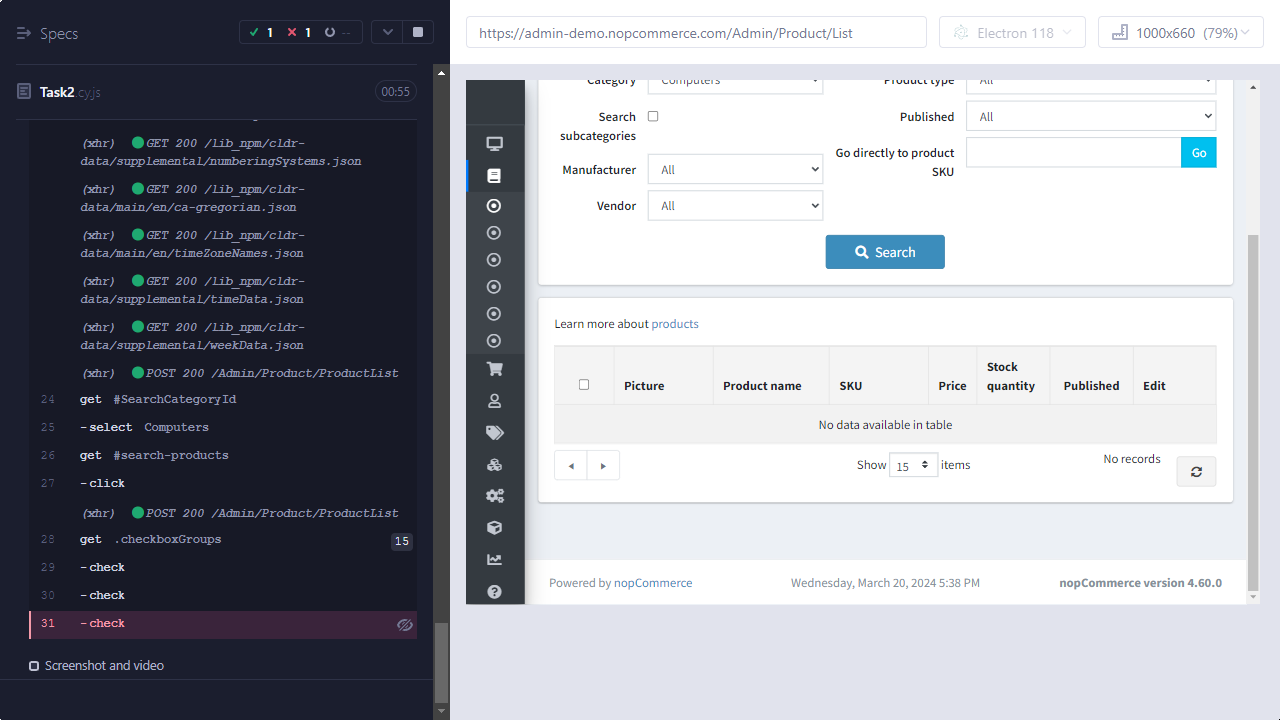 Specs
1
1
--
Task2.cy.js
00:55
(xhr) GET 200 /lib_npm/cldr-
data/supplemental/numberingSystems.json
(xhr) GET 200 /lib_npm/cldr-
data/main/en/ca-gregorian.json
(xhr) GET 200 /lib_npm/cldr-
data/main/en/timeZoneNames.json
(xhr) GET 200 /lib_npm/cldr-
data/supplemental/timeData.json
(xhr) GET 200 /lib_npm/cldr-
data/supplemental/weekData.json
(xhr) POST 200 /Admin/Product/ProductList
24 get #SearchCategoryId
25 -select Computers
26 get #search-products
27 -click
(xhr) POST 200 /Admin/Product/ProductList
28 get .checkboxGroups 15
29 -check
30 -check
31 -check
Screenshot and video
https://admin-demo.nopcommerce.com/Admin/Product/List
Electron 118
1000x660 (79%)
Category Computers
Product type All
Search
subcategories
Published All
Manufacturer All
Go directly to product
SKU
Go
Vendor All
Search
Learn more about products
Picture
Product name
SKU
Price
Stock
quantity
Published
Edit
No data available in table
Show 15 items
No records
Powered by nopCommerce
Wednesday, March 20, 2024 5:38 PM
nopCommerce version 4.60.0